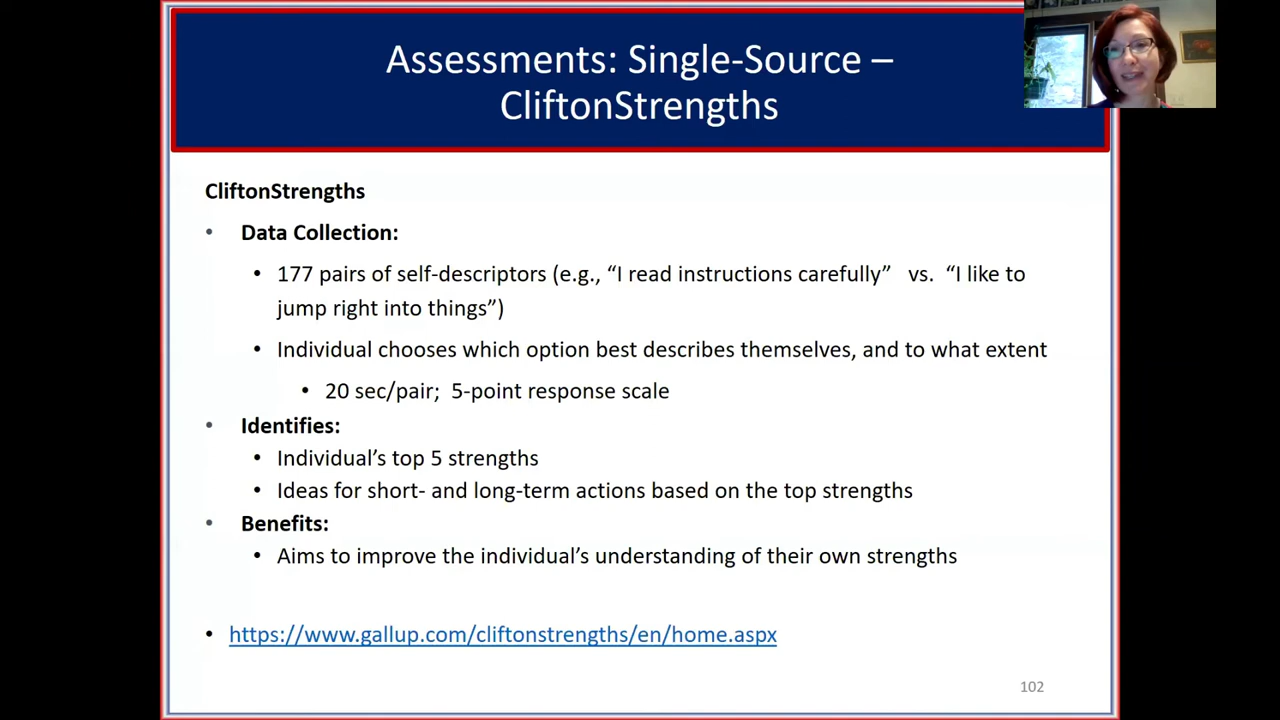 Assessments: Single-Source –
CliftonStrengths
CliftonStrengths
• Data Collection:
• 177 pairs of self-descriptors (e.g., “I read instructions carefully” vs. “I like to
jump right into things”)
• Individual chooses which option best describes themselves, and to what extent
• 20 sec/pair; 5-point response scale
• Identifies:
• Individual’s top 5 strengths
• Ideas for short- and long-term actions based on the top strengths
• Benefits:
• Aims to improve the individual’s understanding of their own strengths
• https://www.gallup.com/cliftonstrengths/en/home.aspx
102